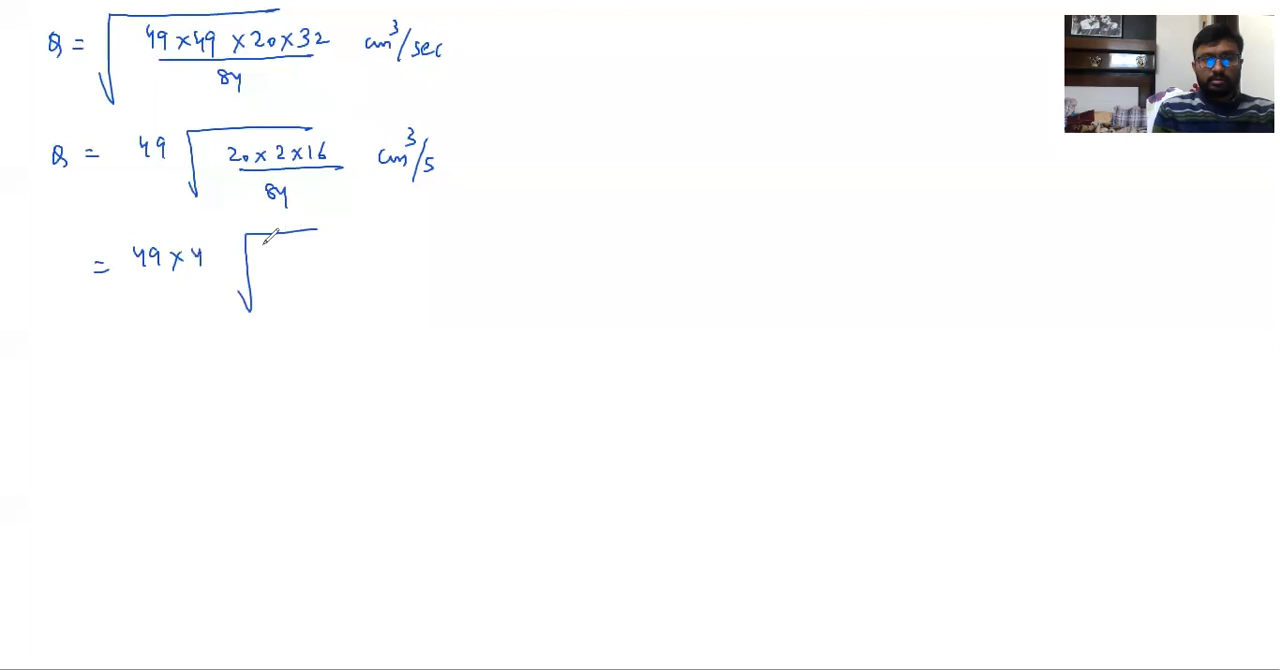 Q = √(49 × 49 × 20 × 32 / 84) cm³/sec
Q = 49 √(20 × 2 × 16 / 84) cm³/s
= 49 × 4 √